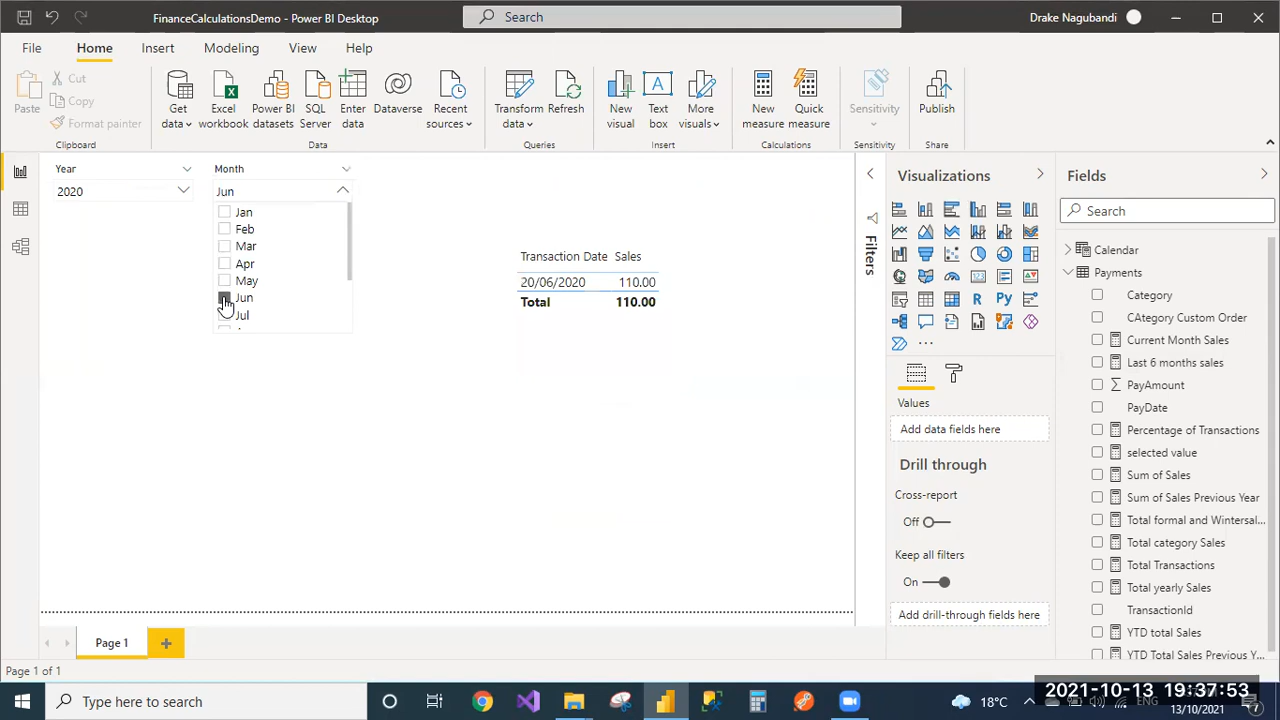 FinanceCalculationsDemo - Power BI Desktop
Search
Drake Nagubandi
File
Home
Insert
Modeling
View
Help
Paste
Cut
Copy
Format painter
Clipboard
Get data
Excel workbook
Power BI datasets
SQL Server
Enter data
Dataverse
Recent sources
Data
Transform data
Refresh
Queries
New visual
Text box
More visuals
Insert
New measure
Quick measure
Calculations
Sensitivity
Sensitivity
Publish
Share
Year
2020
Month
Jun
Jan
Feb
Mar
Apr
May
Jun
Jul
Transaction Date Sales
20/06/2020 110.00
Total 110.00
Filters
Visualizations
Values
Add data fields here
Drill through
Cross-report
Off
Keep all filters
On
Add drill-through fields here
Fields
Search
Calendar
Payments
Category
CAtegory Custom Order
Current Month Sales
Last 6 months sales
PayAmount
PayDate
Percentage of Transactions
selected value
Sum of Sales
Sum of Sales Previous Year
Total formal and Wintersal...
Total category Sales
Total Transactions
Total yearly Sales
TransactionId
YTD total Sales
YTD Total Sales Previous Y...
Page 1
Page 1 of 1
Type here to search
18°C
ENG
2021-10-13 19:37:53
13/10/2021